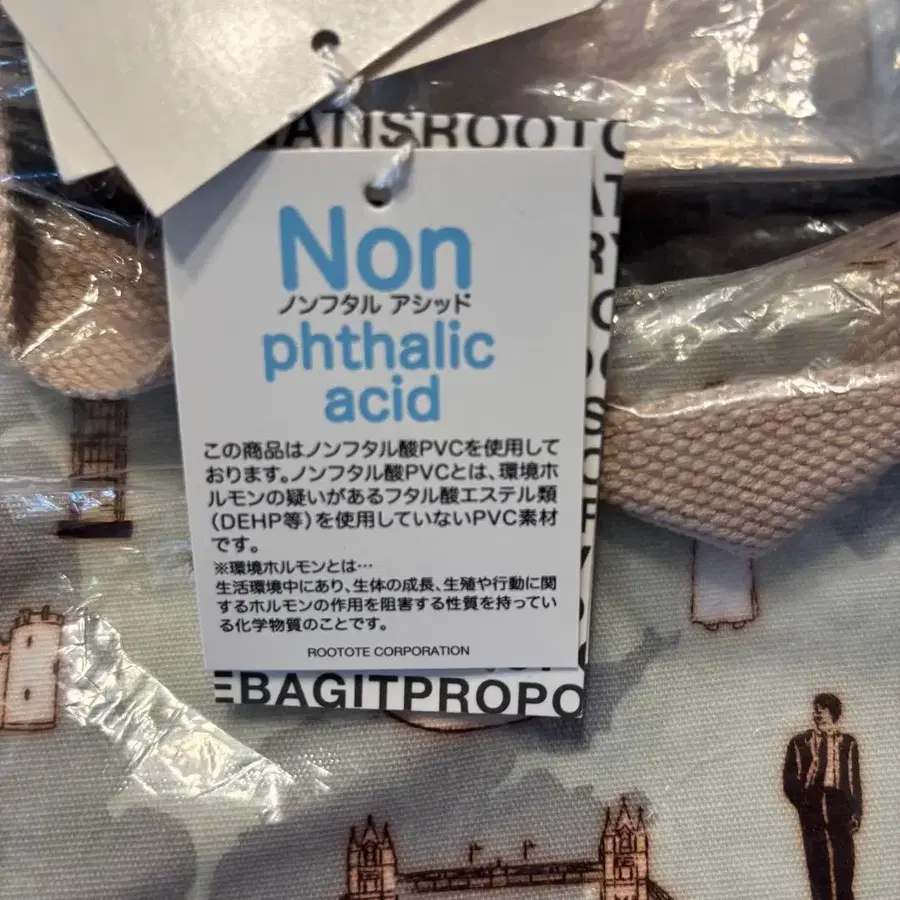 Non
ノンフタル アシッド
phthalic
acid
この商品はノンフタル酸PVCを使用して
おります。ノンフタル酸PVCとは、環境ホ
ルモンの疑いがあるフタル酸エステル類
(DEHP等)を使用していないPVC素材
です。
※環境ホルモンとは…
生活環境中にあり、生体の成長、生殖や行動に関
するホルモンの作用を阻害する性質を持ってい
る化学物質のことです。
ROOTOTE CORPORATION
EBAGITPROPO